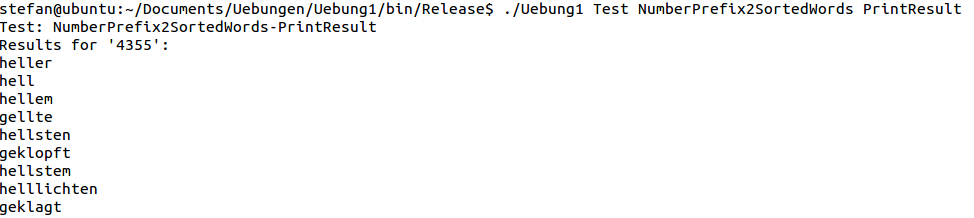 stefan@ubuntu:~/Documents/Uebungen/Uebung1/bin/Release$ ./Uebung1 Test NumberPrefix2SortedWords PrintResult
Test: NumberPrefix2SortedWords-PrintResult
Results for '4355':
heller
hell
hellem
gellte
hellsten
geklopft
hellstem
helllichten
geklagt